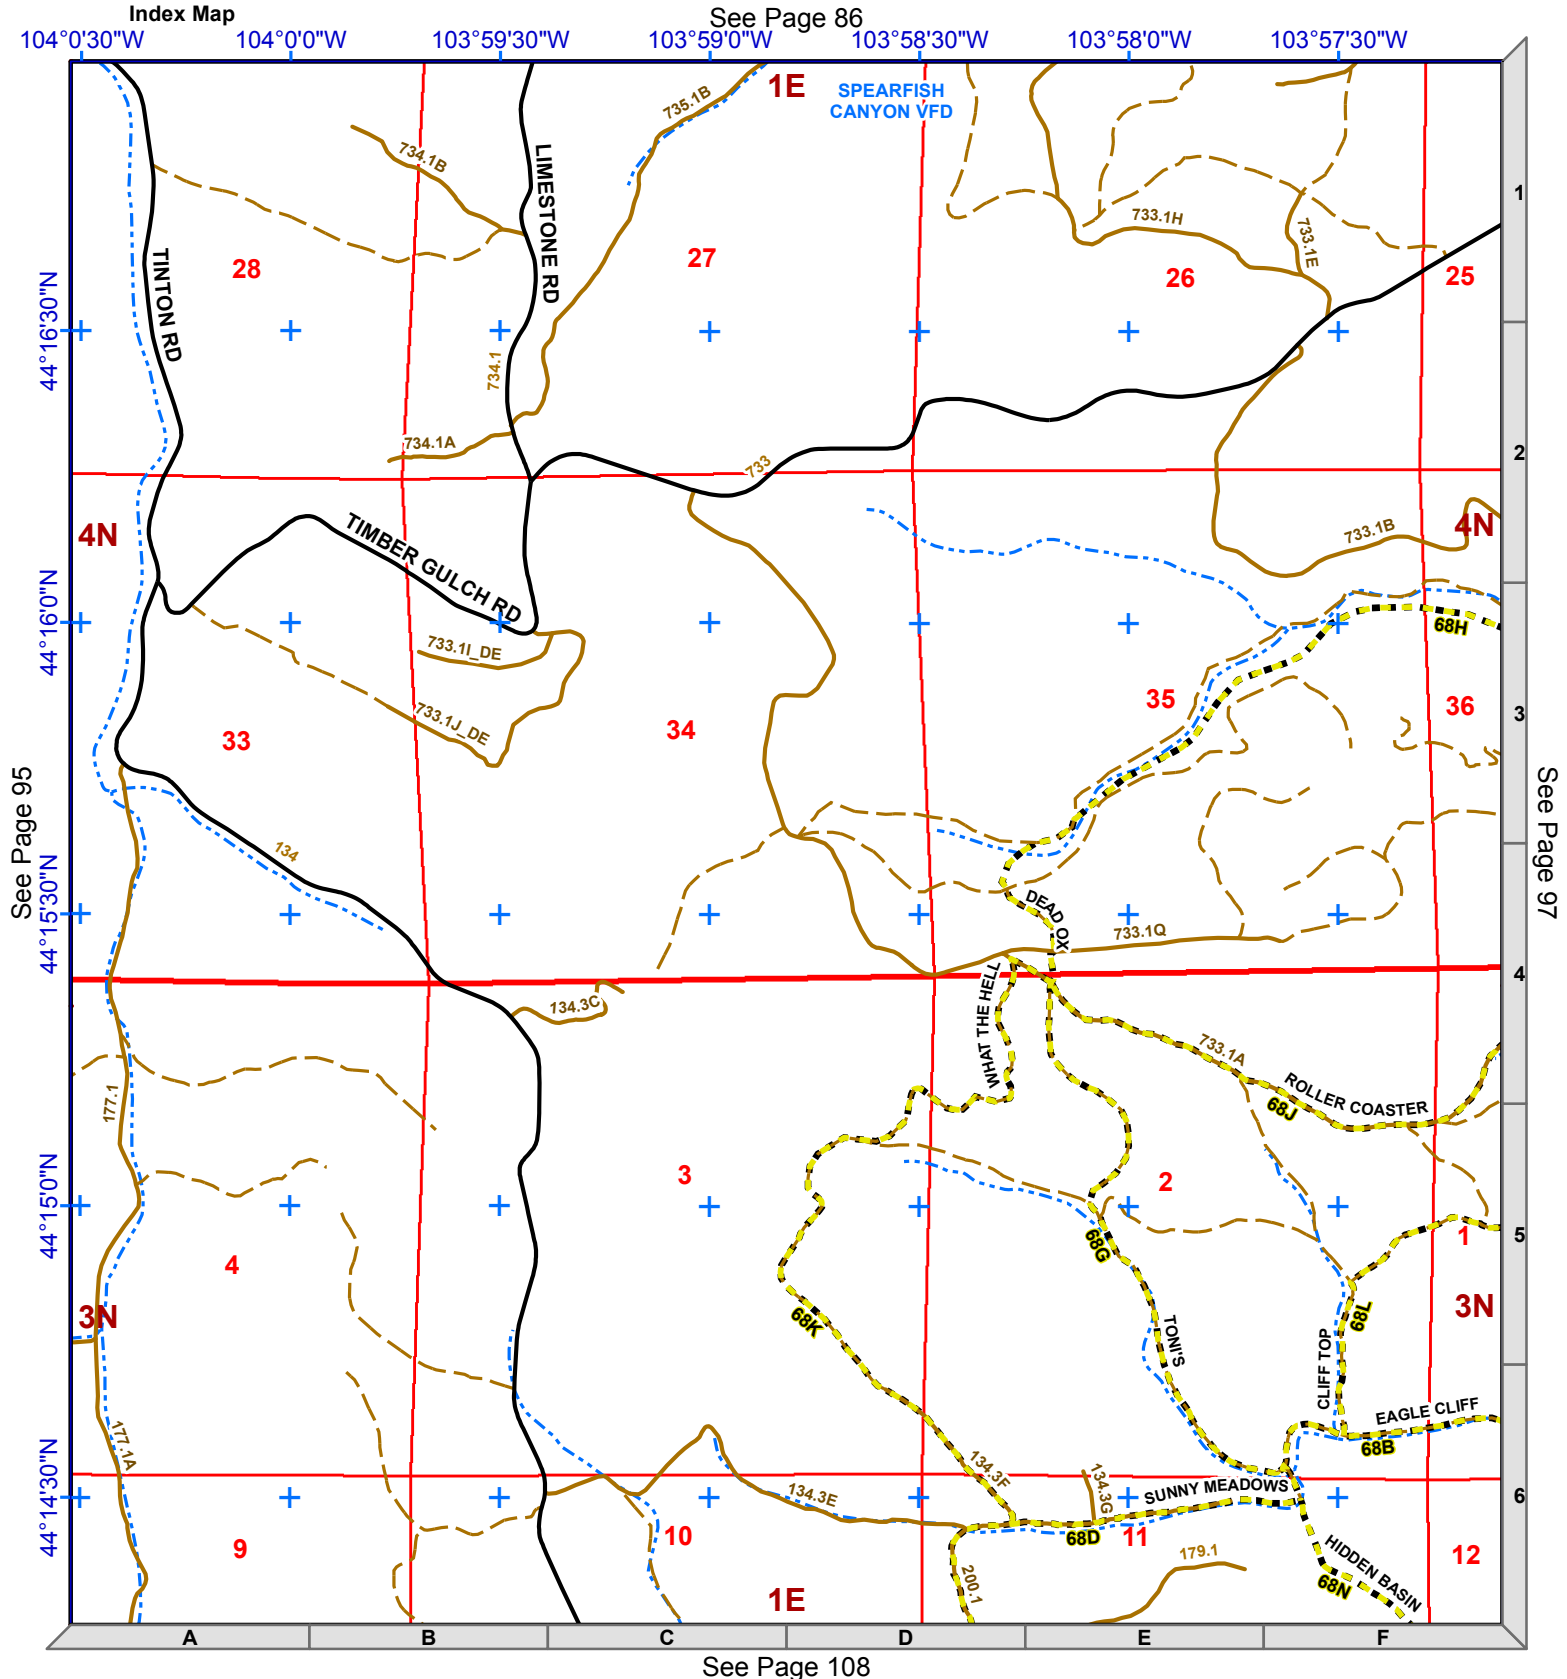 Index Map
See Page 86
104°0'30"W
104°0'0"W
103°59'30"W
103°59'0"W
103°58'30"W
103°58'0"W
103°57'30"W
1E
SPEARFISH
CANYON VFD
735.1B
734.1B
LIMESTONE RD
TINTON RD
733.1H
733.1E
1
28
27
26
25
44°16'30"N
734.1
734.1A
733
2
4N
4N
733.1B
TIMBER GULCH RD
44°16'0"N
68H
733.1I_DE
733.1J_DE
33
34
35
36
3
See Page 95
See Page 97
134
44°15'30"N
DEAD OX
733.1Q
WHAT THE HELL
4
134.3C
733.1A
177.1
ROLLER COASTER
68J
3
2
44°15'0"N
68G
1
5
4
3N
3N
68K
68L
TONI'S
CLIFF TOP
EAGLE CLIFF
68B
177.1A
44°14'30"N
134.3F
134.3G
134.3E
SUNNY MEADOWS
6
68D
9
10
11
12
179.1
HIDDEN BASIN
68N
200.1
1E
A
B
C
D
E
F
See Page 108